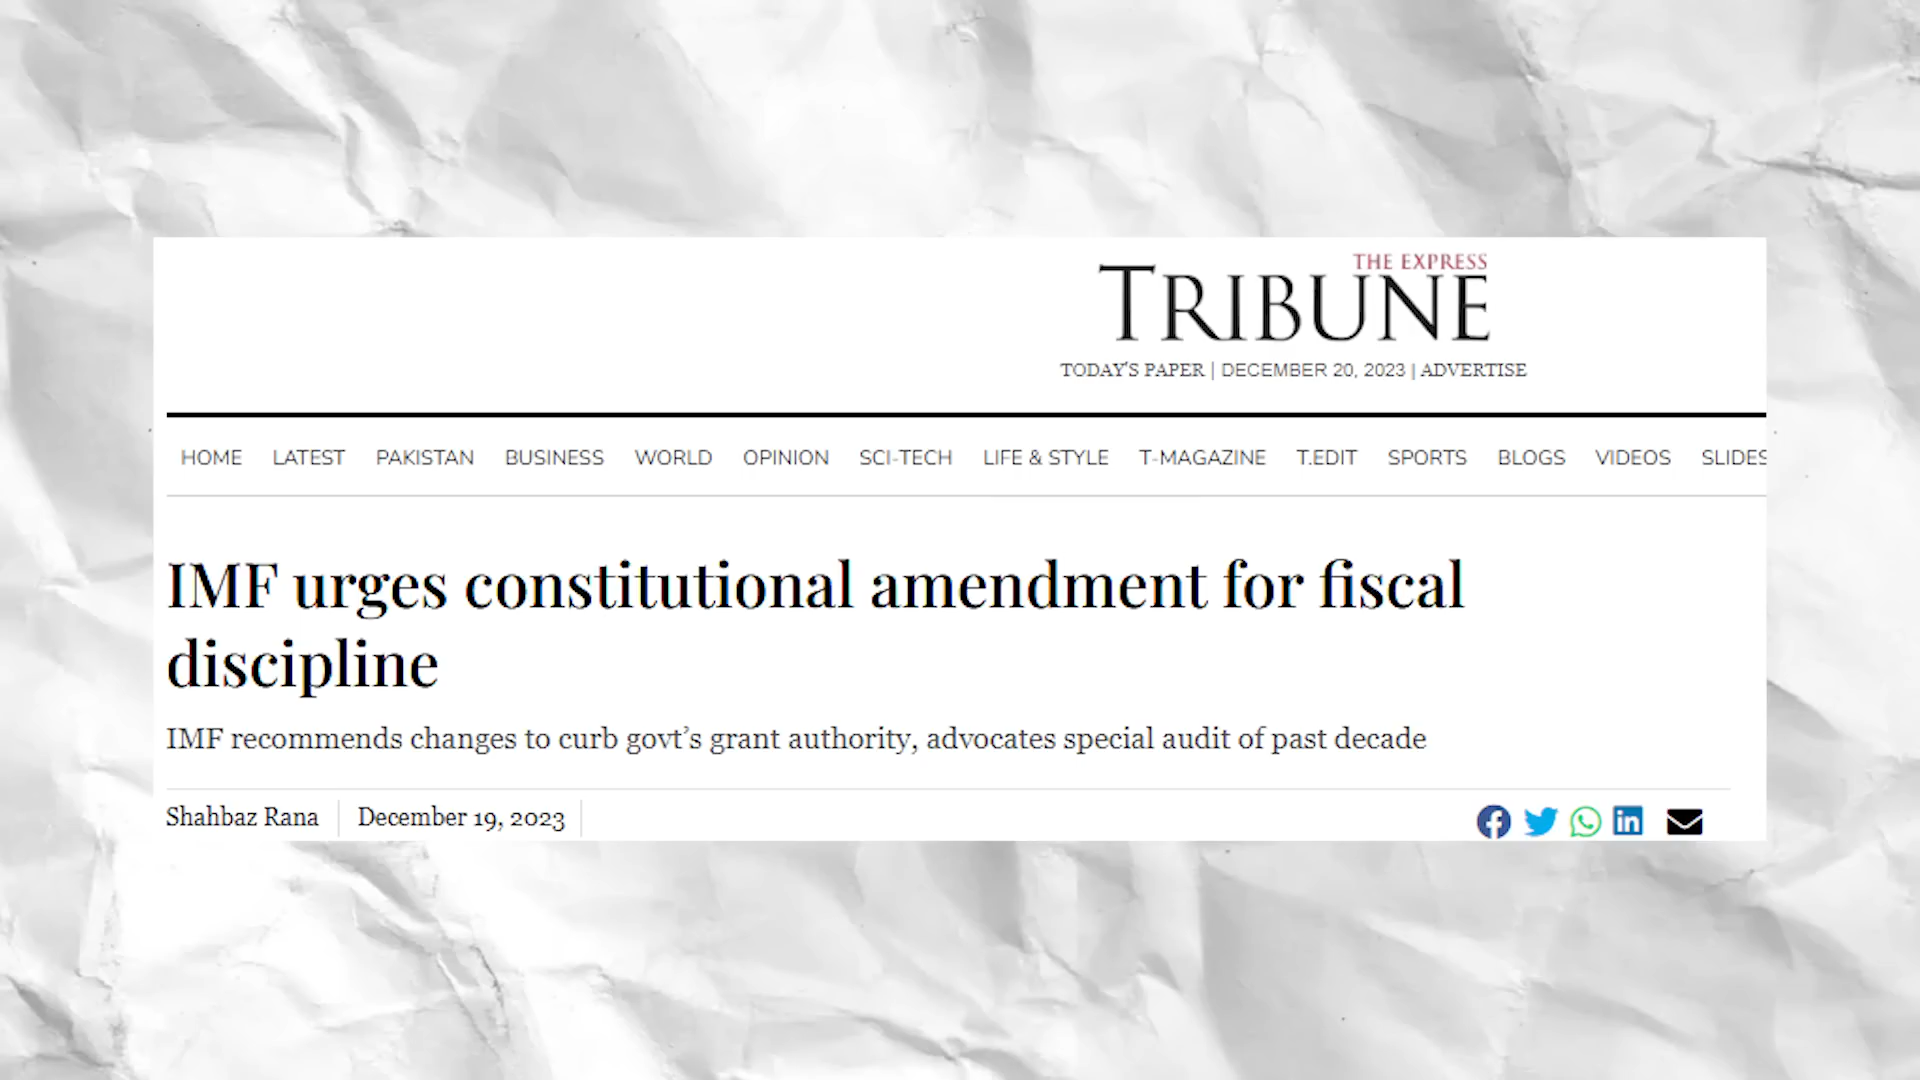 THE EXPRESS
TRIBUNE
TODAY'S PAPER | DECEMBER 20, 2023 | ADVERTISE
HOME LATEST PAKISTAN BUSINESS WORLD OPINION SCI-TECH LIFE & STYLE T-MAGAZINE T.EDIT SPORTS BLOGS VIDEOS SLIDES
IMF urges constitutional amendment for fiscal
discipline
IMF recommends changes to curb govt's grant authority, advocates special audit of past decade
Shahbaz Rana December 19, 2023